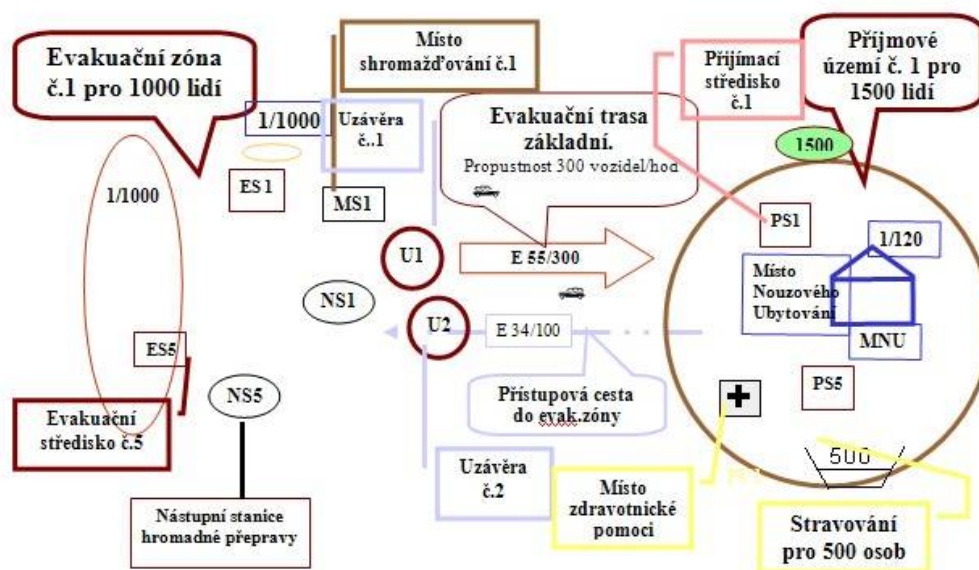 Evakuační zóna
č.1 pro 1000 lidí
Místo
shromažďování č.1
Přijímací
středisko
č.1
Příjmové
území č. 1 pro
1500 lidí
1/1000
Uzávěra
č..1
Evakuační trasa
základní.
Propustnost 300 vozidel/hod
1500
1/1000
ES1
MS1
PS1
1/120
U1
E 55/300
Místo
Nouzového
Ubytování
NS1
U2
E 34/100
MNU
ES5
NS5
Přístupová cesta
do evak.zóny
PS5
Evakuační
středisko č.5
Uzávěra
č.2
Místo
zdravotnické
pomoci
500
Nástupní stanice
hromadné přepravy
Stravování
pro 500 osob